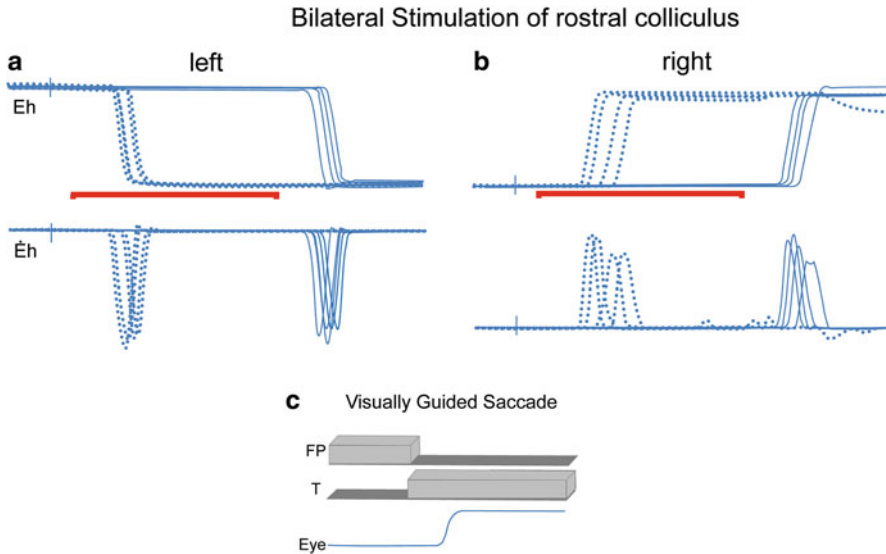 Bilateral Stimulation of rostral colliculus
a left
b right
Eh
Ėh
c Visually Guided Saccade
FP
T
Eye